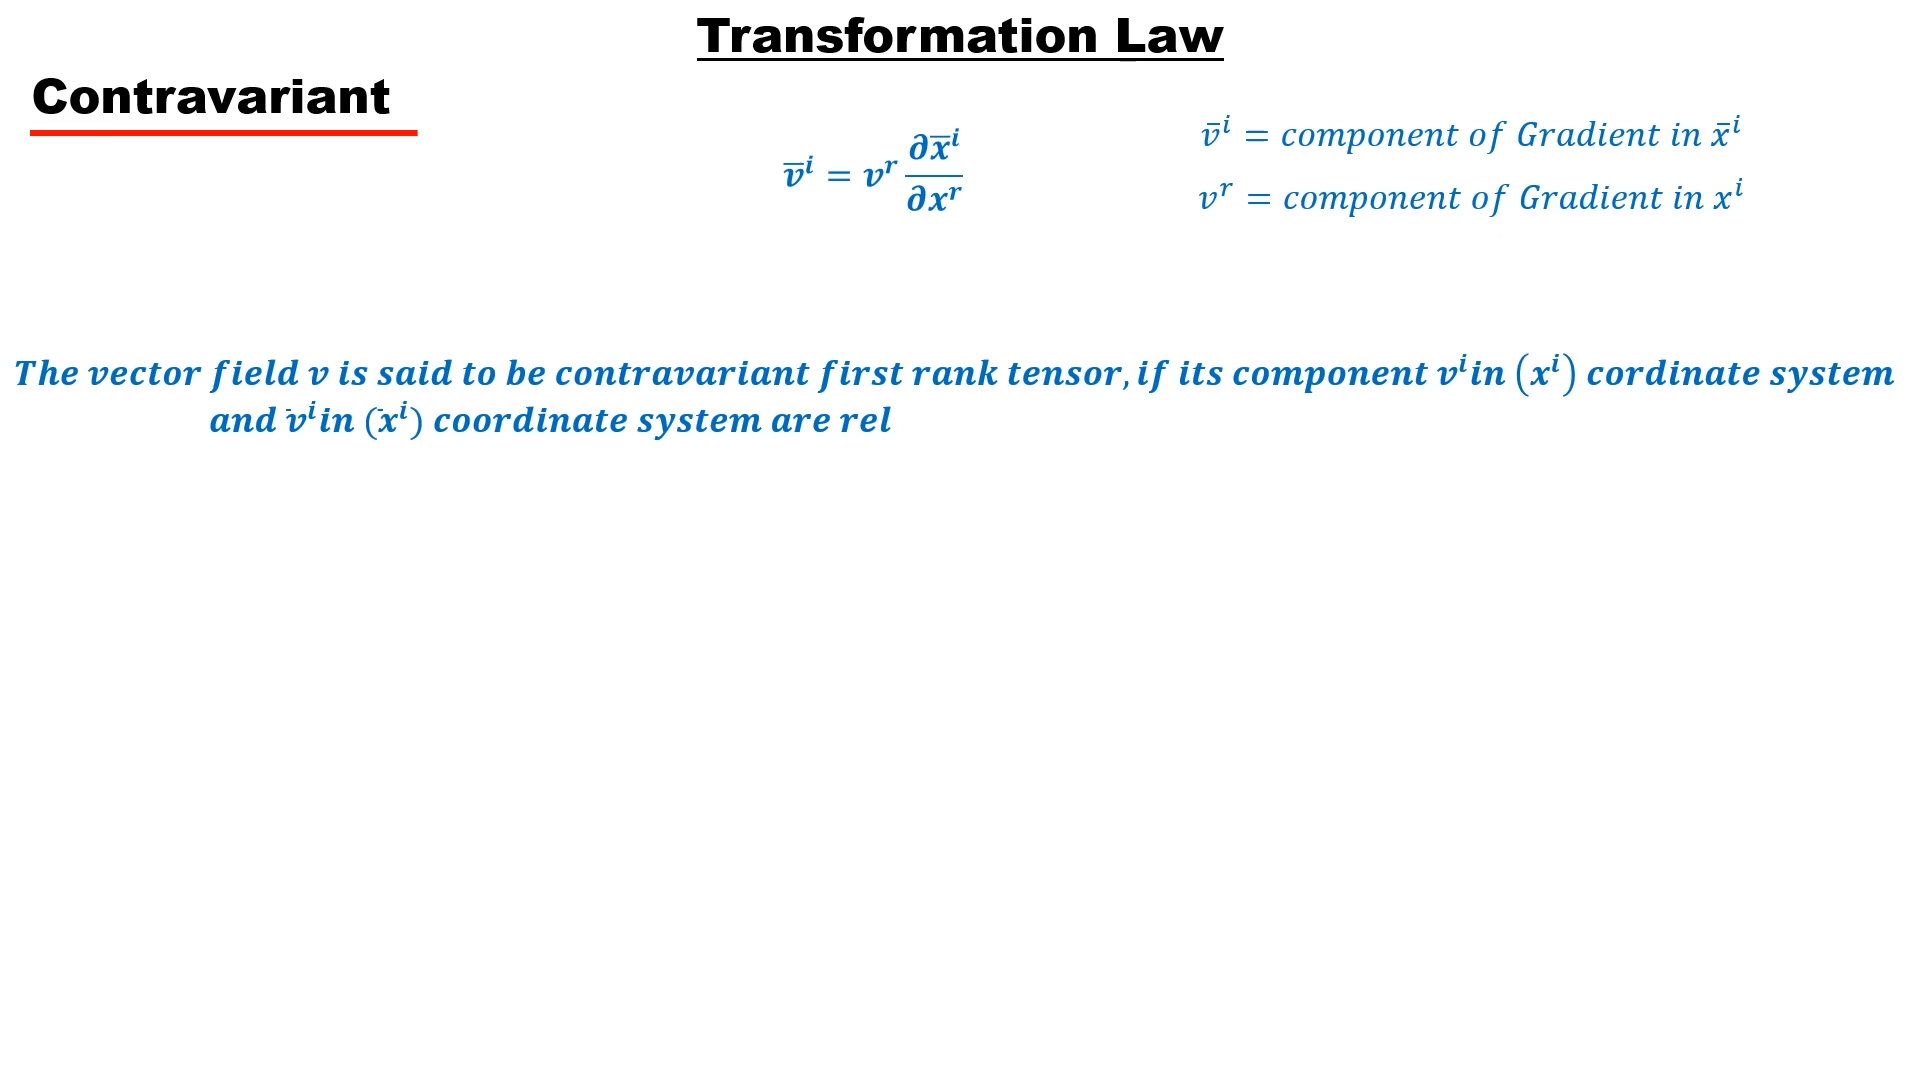 Transformation Law
Contravariant
v̄ⁱ = vʳ ∂x̄ⁱ/∂xʳ
v̄ⁱ = component of Gradient in x̄ⁱ
vʳ = component of Gradient in xⁱ
The vector field v is said to be contravariant first rank tensor, if its component vⁱ in (xⁱ) cordinate system
and v̄ⁱ in (x̄ⁱ) coordinate system are rel